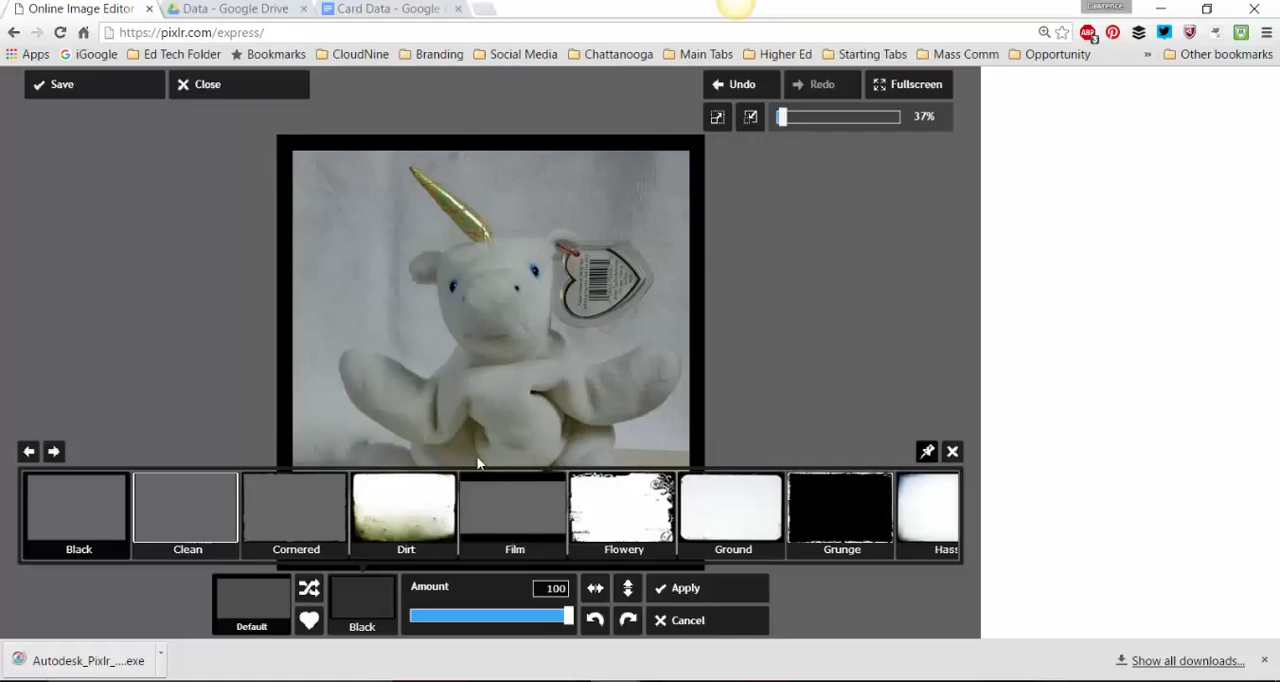 Online Image Editor
Data - Google Drive
Card Data - Google
Lawrence
https://pixlr.com/express/
Apps
iGoogle
Ed Tech Folder
Bookmarks
CloudNine
Branding
Social Media
Chattanooga
Main Tabs
Higher Ed
Starting Tabs
Mass Comm
Opportunity
»
Other bookmarks
Save
Close
Undo
Redo
Fullscreen
37%
Black
Clean
Cornered
Dirt
Film
Flowery
Ground
Grunge
Hass
Default
Black
Amount
100
Apply
Cancel
Autodesk_Pixlr_....exe
Show all downloads...